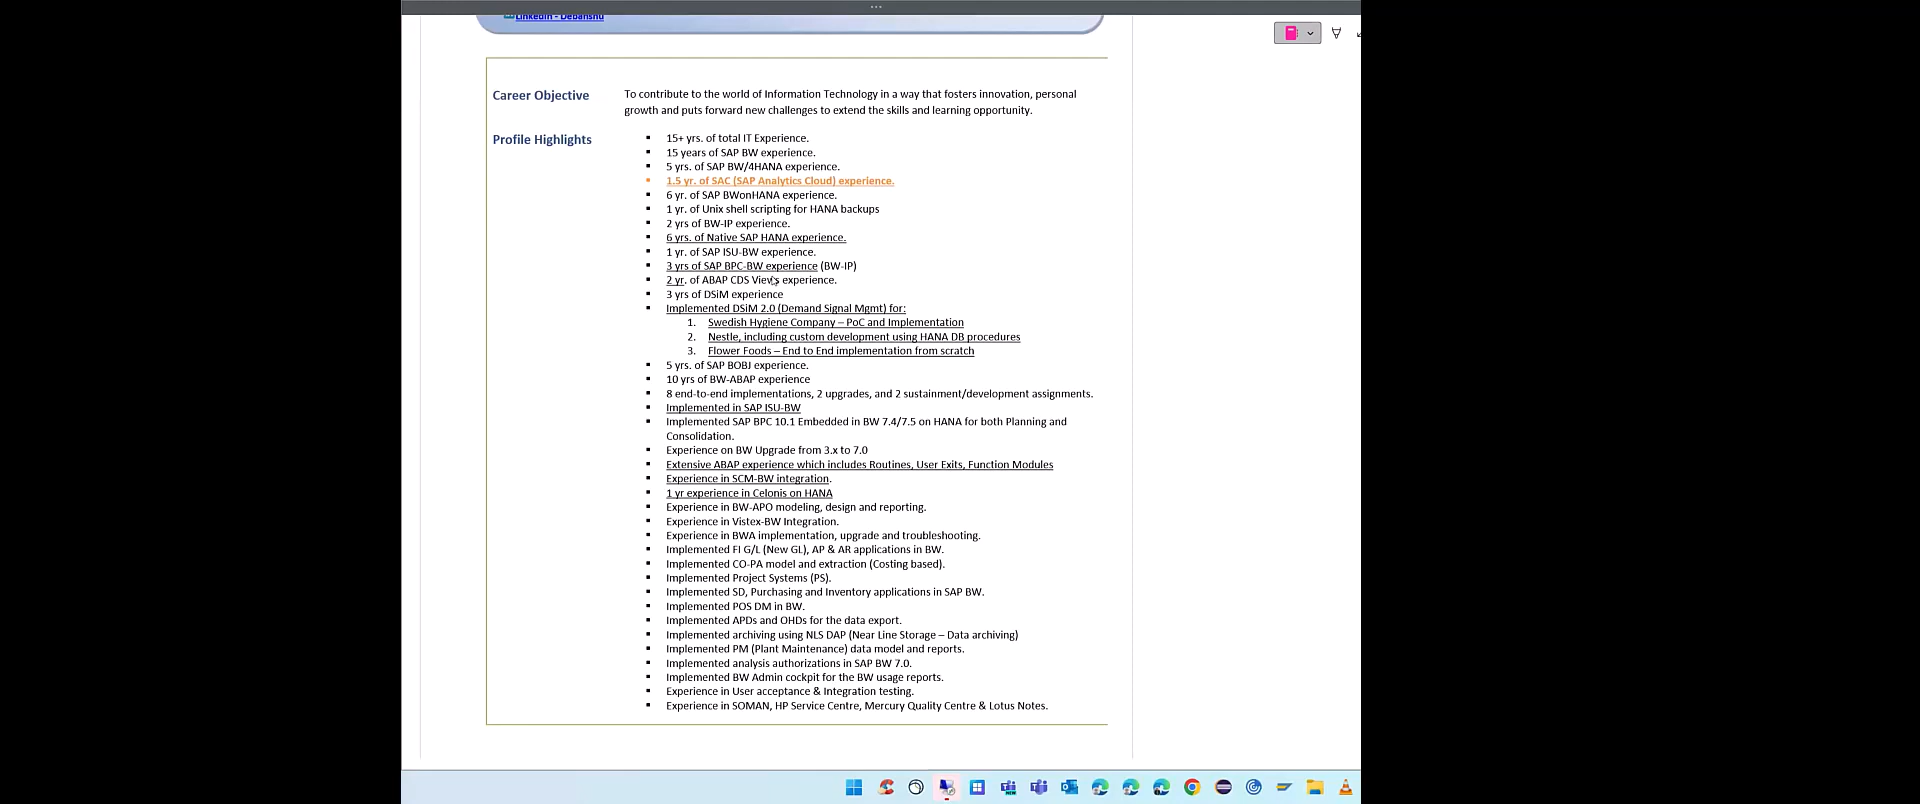 LinkedIn - Debanshu
Career Objective
To contribute to the world of Information Technology in a way that fosters innovation, personal
growth and puts forward new challenges to extend the skills and learning opportunity.
Profile Highlights
15+ yrs. of total IT Experience.
15 years of SAP BW experience.
5 yrs. of SAP BW/4HANA experience.
1.5 yr. of SAC (SAP Analytics Cloud) experience.
6 yr. of SAP BWonHANA experience.
1 yr. of Unix shell scripting for HANA backups
2 yrs of BW-IP experience.
6 yrs. of Native SAP HANA experience.
1 yr. of SAP ISU-BW experience.
3 yrs of SAP BPC-BW experience (BW-IP)
2 yr. of ABAP CDS Views experience.
3 yrs of DSiM experience
Implemented DSiM 2.0 (Demand Signal Mgmt) for:
1. Swedish Hygiene Company – PoC and Implementation
2. Nestle, including custom development using HANA DB procedures
3. Flower Foods – End to End implementation from scratch
5 yrs. of SAP BOBJ experience.
10 yrs of BW-ABAP experience
8 end-to-end implementations, 2 upgrades, and 2 sustainment/development assignments.
Implemented in SAP ISU-BW
Implemented SAP BPC 10.1 Embedded in BW 7.4/7.5 on HANA for both Planning and
Consolidation.
Experience on BW Upgrade from 3.x to 7.0
Extensive ABAP experience which includes Routines, User Exits, Function Modules
Experience in SCM-BW integration.
1 yr experience in Celonis on HANA
Experience in BW-APO modeling, design and reporting.
Experience in Vistex-BW Integration.
Experience in BWA implementation, upgrade and troubleshooting.
Implemented FI G/L (New GL), AP & AR applications in BW.
Implemented CO-PA model and extraction (Costing based).
Implemented Project Systems (PS).
Implemented SD, Purchasing and Inventory applications in SAP BW.
Implemented POS DM in BW.
Implemented APDs and OHDs for the data export.
Implemented archiving using NLS DAP (Near Line Storage – Data archiving)
Implemented PM (Plant Maintenance) data model and reports.
Implemented analysis authorizations in SAP BW 7.0.
Implemented BW Admin cockpit for the BW usage reports.
Experience in User acceptance & Integration testing.
Experience in SOMAN, HP Service Centre, Mercury Quality Centre & Lotus Notes.